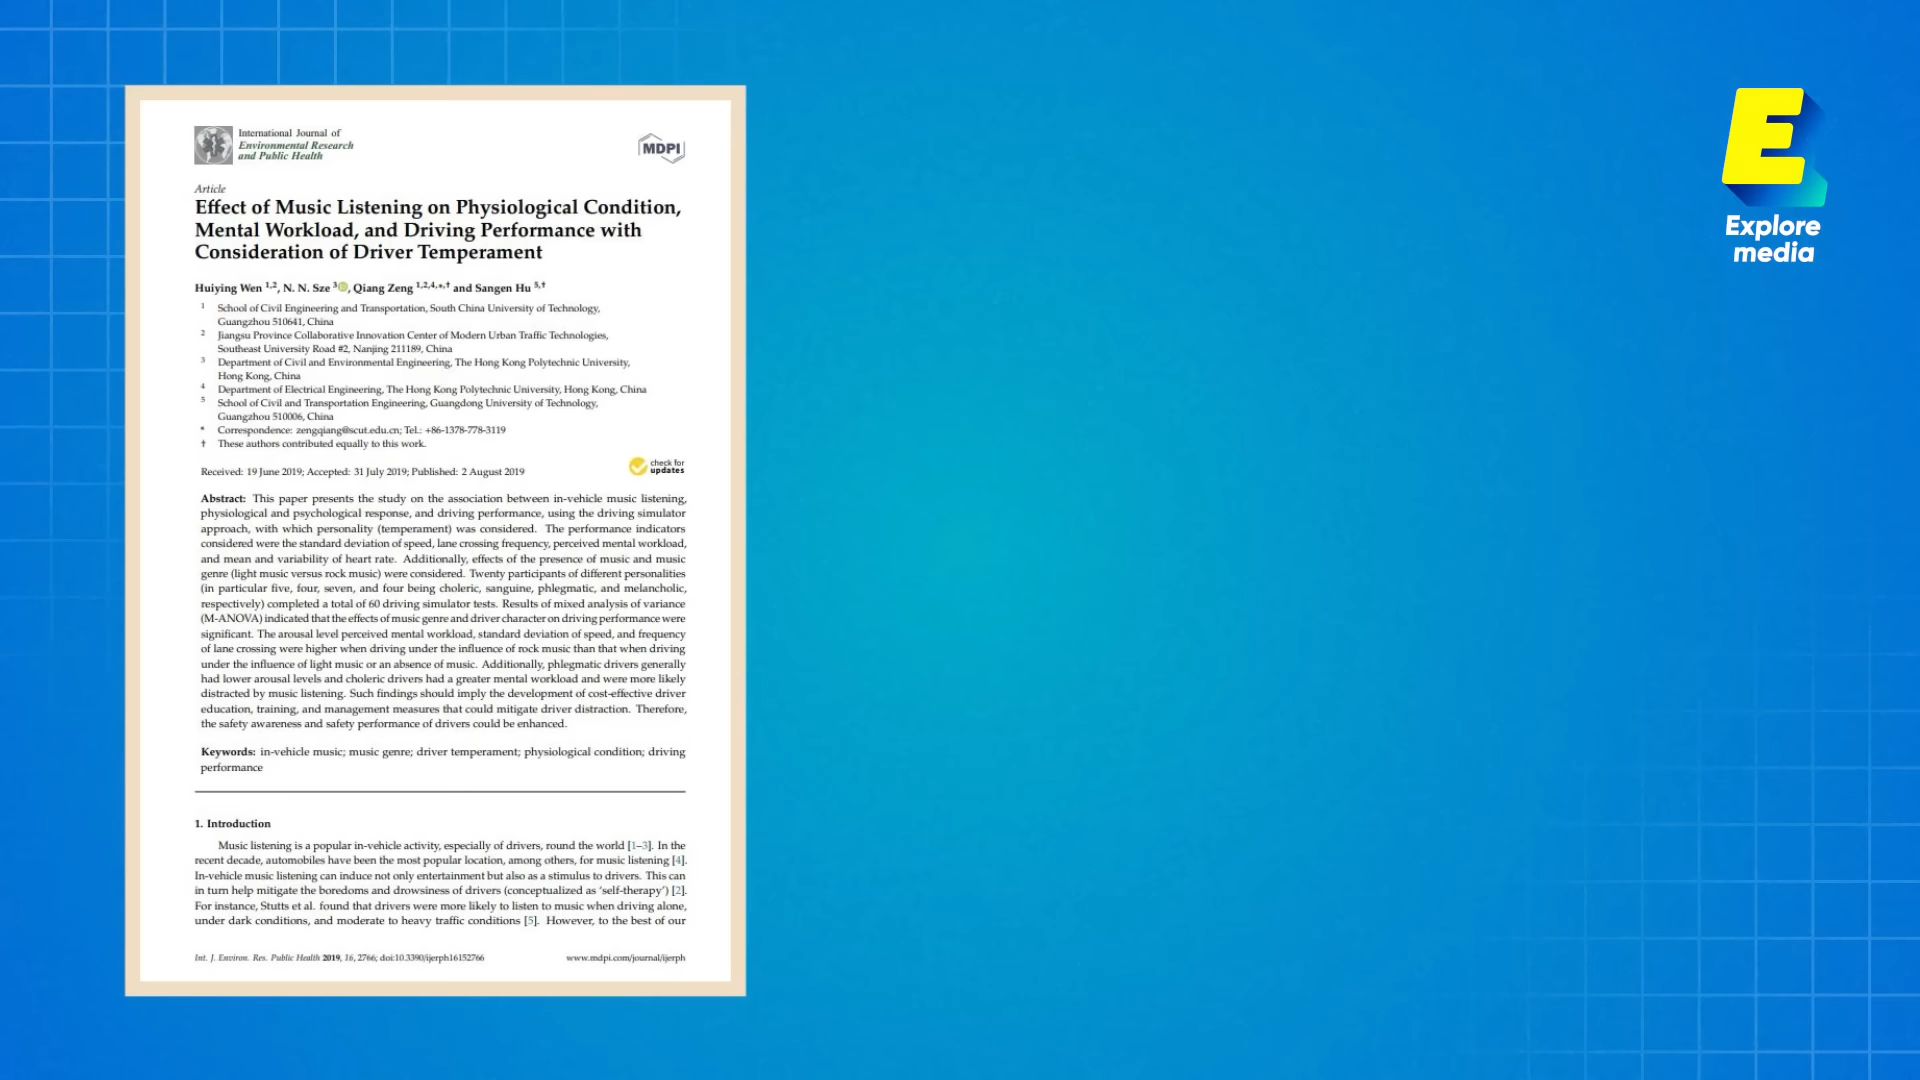 International Journal of
Environmental Research
and Public Health
MDPI
Article
Effect of Music Listening on Physiological Condition,
Mental Workload, and Driving Performance with
Consideration of Driver Temperament
Huiying Wen 1,2, N. N. Sze 3, Qiang Zeng 1,2,4,*,† and Sangen Hu 5,†
1 School of Civil Engineering and Transportation, South China University of Technology,
Guangzhou 510641, China
2 Jiangsu Province Collaborative Innovation Center of Modern Urban Traffic Technologies,
Southeast University Road #2, Nanjing 211189, China
3 Department of Civil and Environmental Engineering, The Hong Kong Polytechnic University,
Hong Kong, China
4 Department of Electrical Engineering, The Hong Kong Polytechnic University, Hong Kong, China
5 School of Civil and Transportation Engineering, Guangdong University of Technology,
Guangzhou 510006, China
* Correspondence: zengqiang@scut.edu.cn; Tel.: +86-1378-778-3119
† These authors contributed equally to this work.
Received: 19 June 2019; Accepted: 31 July 2019; Published: 2 August 2019
check for
updates
Abstract: This paper presents the study on the association between in-vehicle music listening,
physiological and psychological response, and driving performance, using the driving simulator
approach, with which personality (temperament) was considered. The performance indicators
considered were the standard deviation of speed, lane crossing frequency, perceived mental workload,
and mean and variability of heart rate. Additionally, effects of the presence of music and music
genre (light music versus rock music) were considered. Twenty participants of different personalities
(in particular five, four, seven, and four being choleric, sanguine, phlegmatic, and melancholic,
respectively) completed a total of 60 driving simulator tests. Results of mixed analysis of variance
(M-ANOVA) indicated that the effects of music genre and driver character on driving performance were
significant. The arousal level perceived mental workload, standard deviation of speed, and frequency
of lane crossing were higher when driving under the influence of rock music than that when driving
under the influence of light music or an absence of music. Additionally, phlegmatic drivers generally
had lower arousal levels and choleric drivers had a greater mental workload and were more likely
distracted by music listening. Such findings should imply the development of cost-effective driver
education, training, and management measures that could mitigate driver distraction. Therefore,
the safety awareness and safety performance of drivers could be enhanced.
Keywords: in-vehicle music; music genre; driver temperament; physiological condition; driving
performance
1. Introduction
Music listening is a popular in-vehicle activity, especially of drivers, round the world [1–3]. In the
recent decade, automobiles have been the most popular location, among others, for music listening [4].
In-vehicle music listening can induce not only entertainment but also as a stimulus to drivers. This can
in turn help mitigate the boredoms and drowsiness of drivers (conceptualized as ‘self-therapy’) [2].
For instance, Stutts et al. found that drivers were more likely to listen to music when driving alone,
under dark conditions, and moderate to heavy traffic conditions [5]. However, to the best of our
Int. J. Environ. Res. Public Health 2019, 16, 2766; doi:10.3390/ijerph16152766
www.mdpi.com/journal/ijerph
E
Explore
media